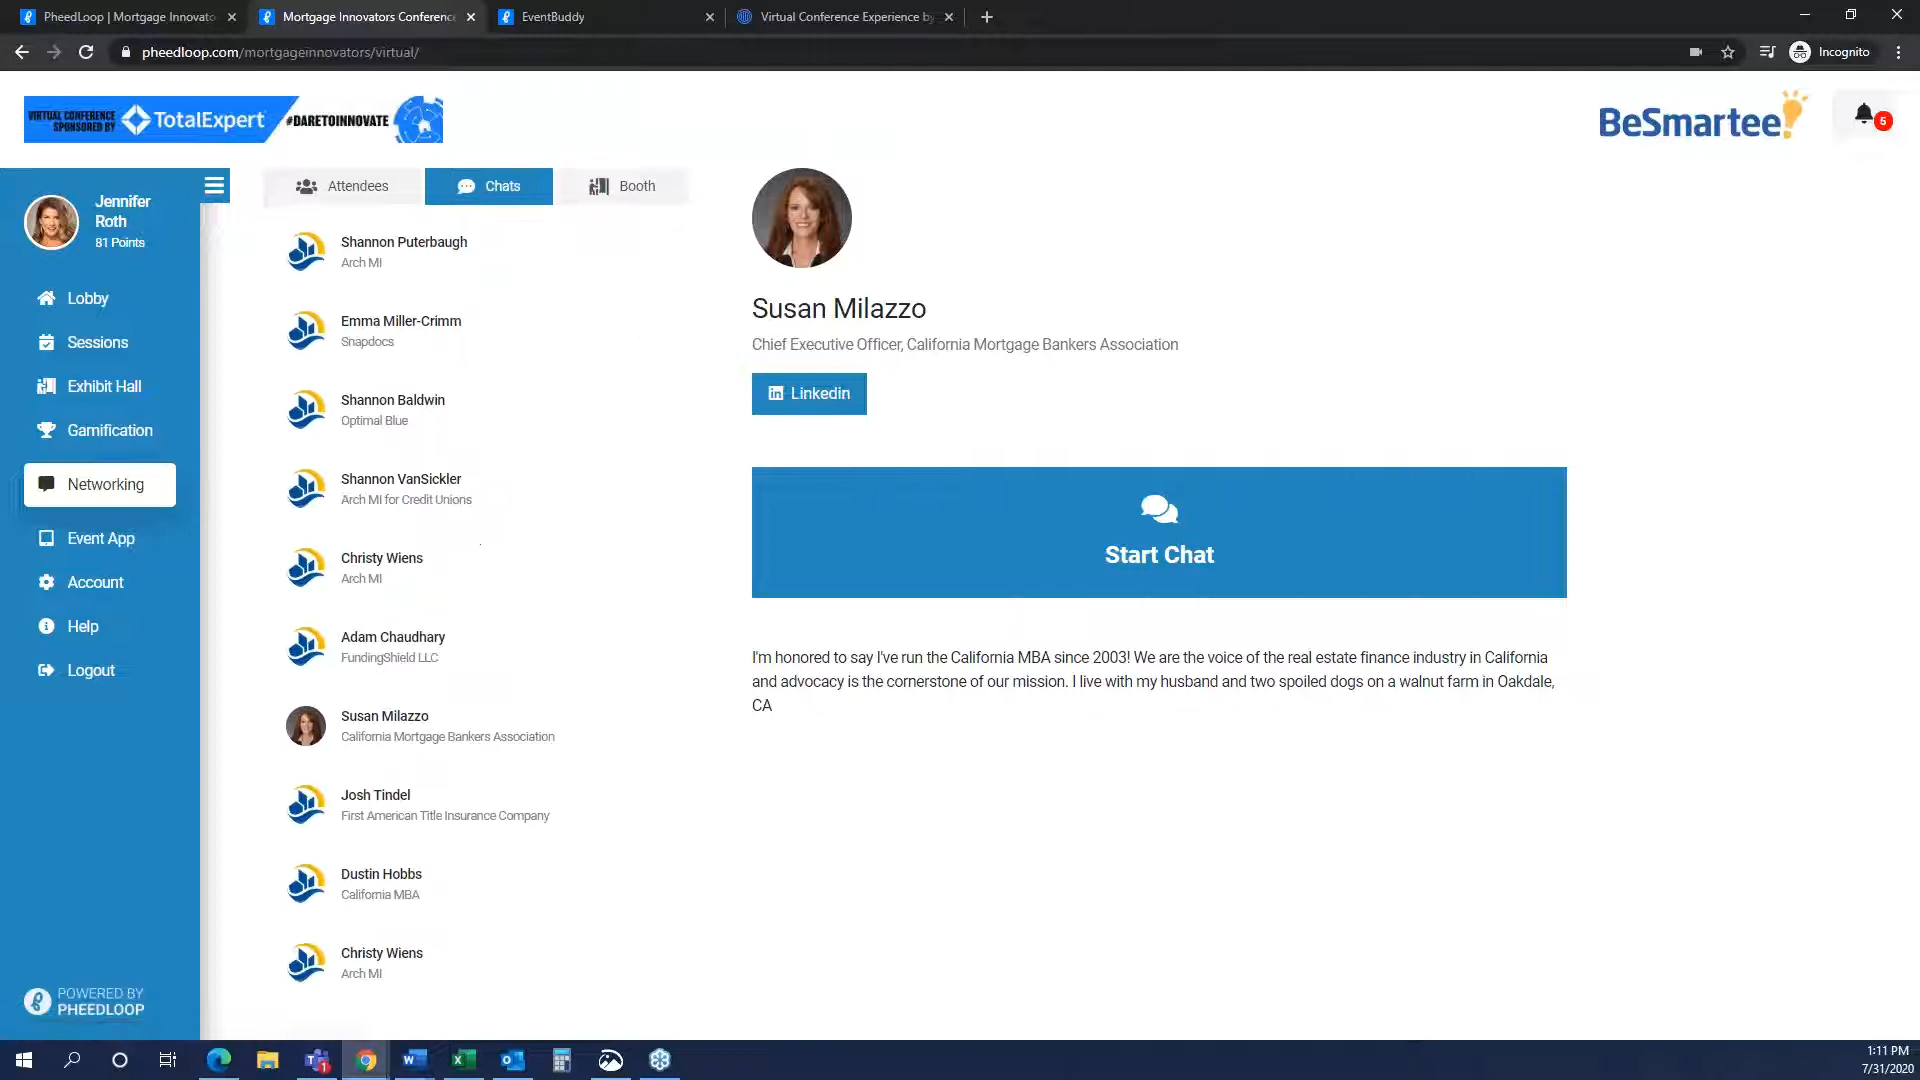 PheedLoop | Mortgage Innovato
Mortgage Innovators Conference
EventBuddy
Virtual Conference Experience by
pheedloop.com/mortgageinnovators/virtual/
Incognito
VIRTUAL CONFERENCE
SPONSORED BY
TotalExpert
#DARETOINNOVATE
BeSmartee
5
Jennifer
Roth
81 Points
Lobby
Sessions
Exhibit Hall
Gamification
Networking
Event App
Account
Help
Logout
POWERED BY
PHEEDLOOP
Attendees
Chats
Booth
Shannon Puterbaugh
Arch MI
Emma Miller-Crimm
Snapdocs
Shannon Baldwin
Optimal Blue
Shannon VanSickler
Arch MI for Credit Unions
Christy Wiens
Arch MI
Adam Chaudhary
FundingShield LLC
Susan Milazzo
California Mortgage Bankers Association
Josh Tindel
First American Title Insurance Company
Dustin Hobbs
California MBA
Christy Wiens
Arch MI
Susan Milazzo
Chief Executive Officer, California Mortgage Bankers Association
Linkedin
Start Chat
I'm honored to say I've run the California MBA since 2003! We are the voice of the real estate finance industry in California
and advocacy is the cornerstone of our mission. I live with my husband and two spoiled dogs on a walnut farm in Oakdale,
CA
1
1:11 PM
7/31/2020